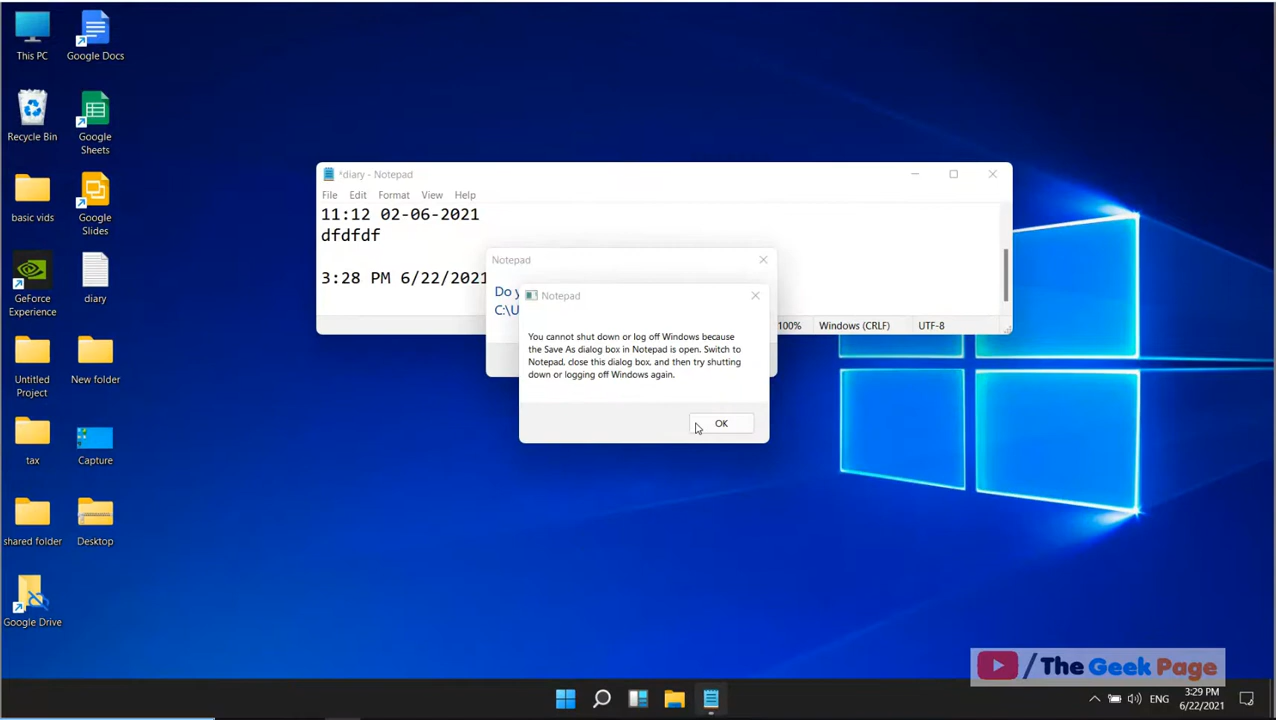 This PC
Google Docs
Recycle Bin
Google
Sheets
basic vids
Google
Slides
GeForce
Experience
diary
Untitled
Project
New folder
tax
Capture
shared folder
Desktop
Google Drive
*diary - Notepad
File Edit Format View Help
11:12 02-06-2021
dfdfdf
3:28 PM 6/22/2021
100% Windows (CRLF) UTF-8
Notepad
Do
Notepad
You cannot shut down or log off Windows because
the Save As dialog box in Notepad is open. Switch to
Notepad, close this dialog box, and then try shutting
down or logging off Windows again.
OK
/The Geek Page
ENG
3:29 PM
6/22/2021